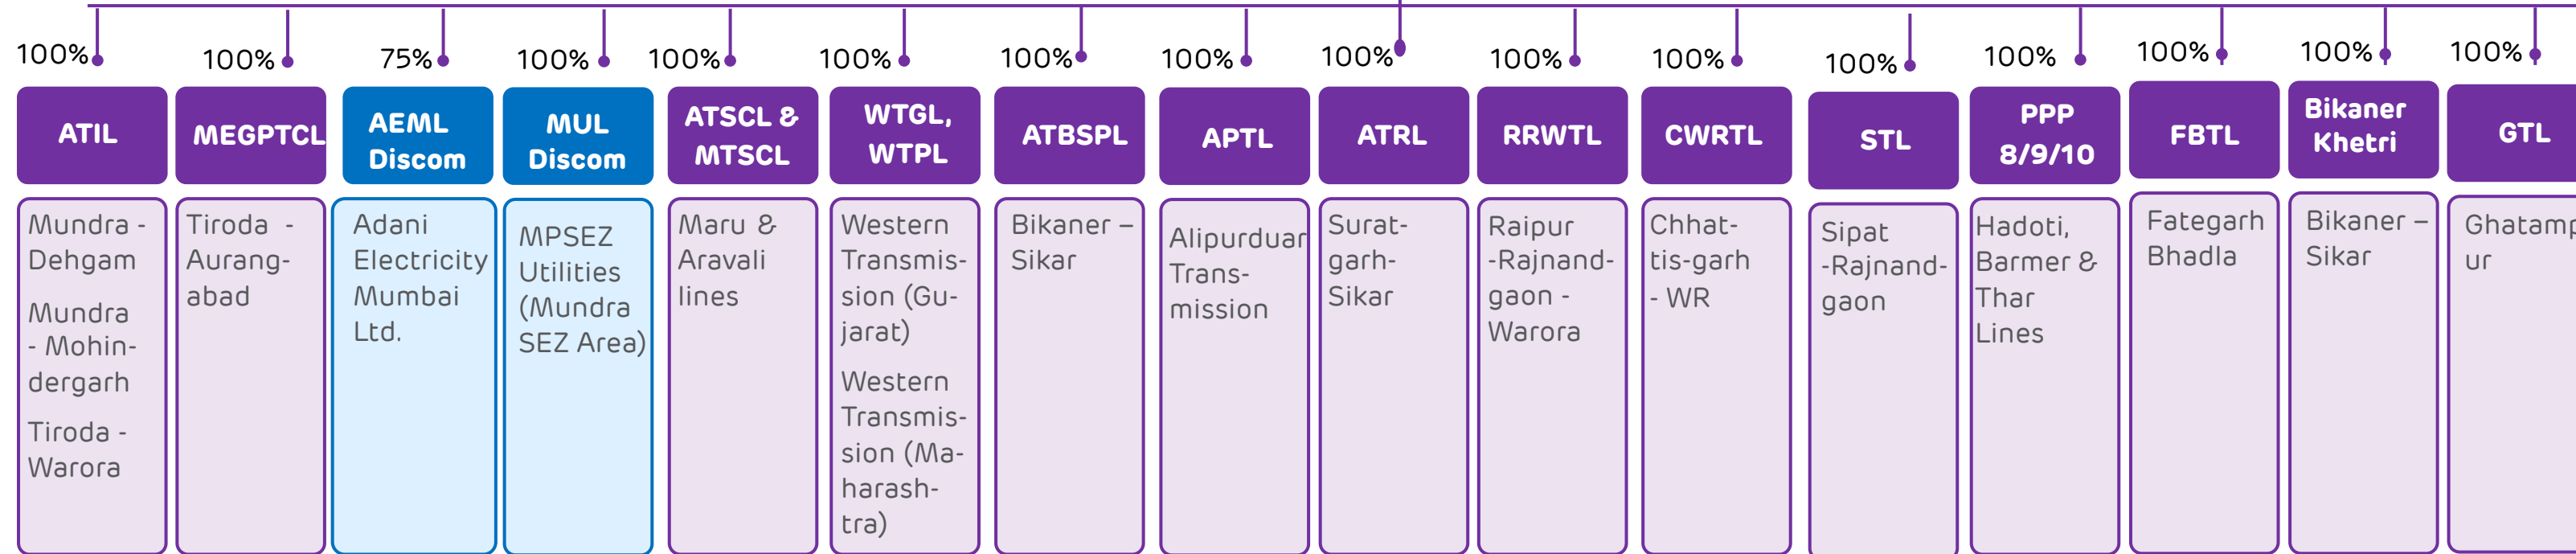 100%
100%
75%
100%
100%
100%
100%
100%
100%
100%
100%
100%
100%
100%
100%
100%
ATIL
MEGPTCL
AEML
Discom
MUL
Discom
ATSCL &
MTSCL
WTGL,
WTPL
ATBSPL
APTL
ATRL
RRWTL
CWRTL
STL
PPP
8/9/10
FBTL
Bikaner
Khetri
GTL
Mundra -
Dehgam
Mundra
- Mohin-
dergarh
Tiroda -
Warora
Tiroda -
Aurang-
abad
Adani
Electricity
Mumbai
Ltd.
MPSEZ
Utilities
(Mundra
SEZ Area)
Maru &
Aravali
lines
Western
Transmis-
sion (Gu-
jarat)
Western
Transmis-
sion (Ma-
harash-
tra)
Bikaner –
Sikar
Alipurduar
Trans-
mission
Surat-
garh-
Sikar
Raipur
-Rajnand-
gaon -
Warora
Chhat-
tis-garh
- WR
Sipat
-Rajnand-
gaon
Hadoti,
Barmer &
Thar
Lines
Fategarh
Bhadla
Bikaner –
Sikar
Ghatamp
ur